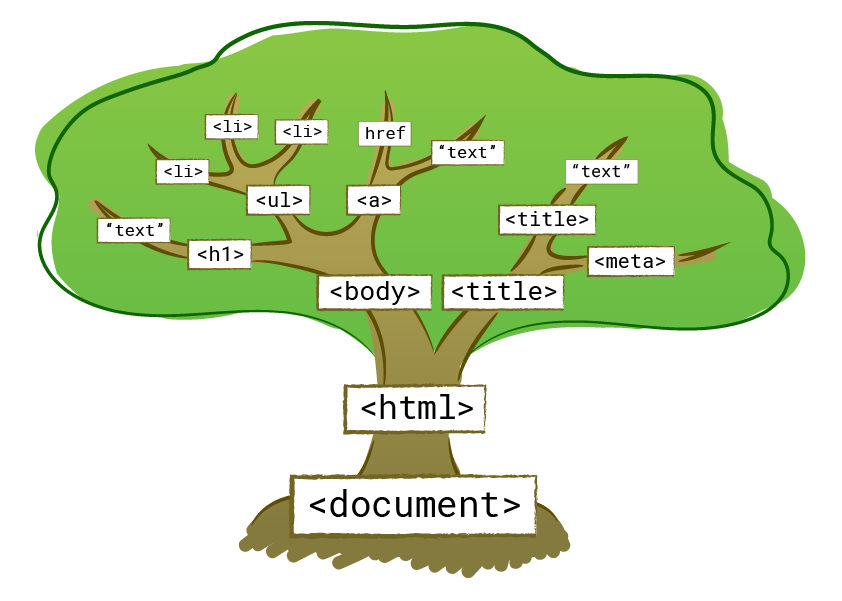 <li>
<li>
href
“text”
<li>
“text”
<ul>
<a>
<title>
“text”
<h1>
<meta>
<body>
<title>
<html>
<document>